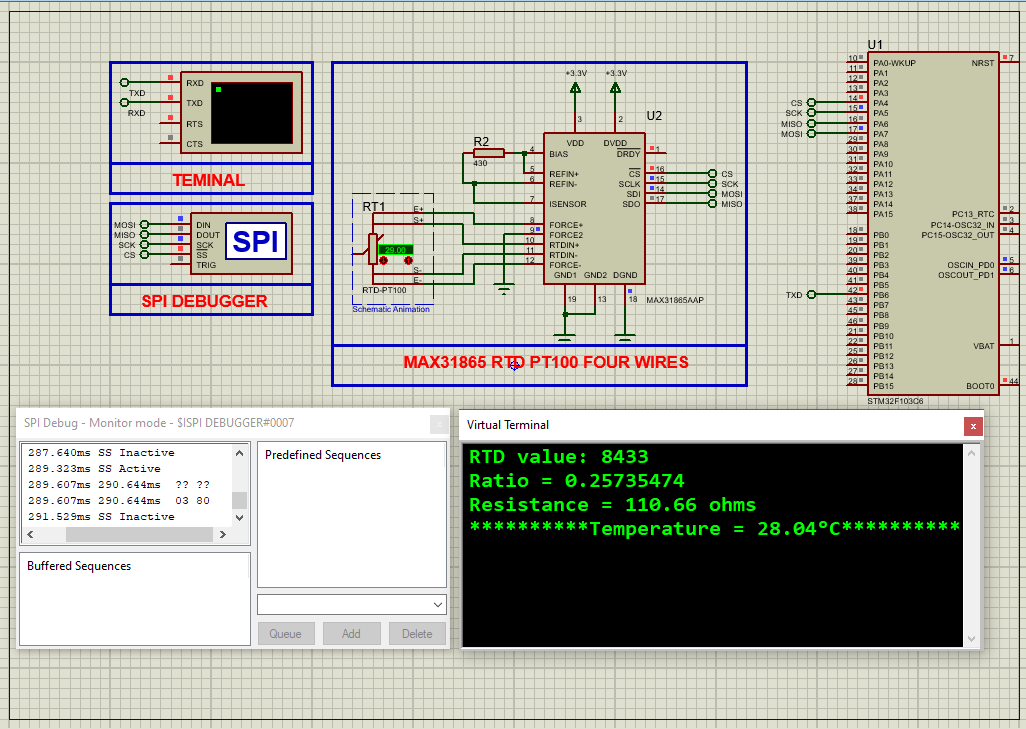 RXD
TXD
RTS
CTS
TXD
RXD
TEMINAL
MOSI
MISO
SCK
CS
DIN
DOUT
SCK
SS
TRIG
SPI
SPI DEBUGGER
+3.3V
+3.3V
3
2
U2
VDD
DVDD
R2
430
4
5
6
7
8
9
10
11
12
BIAS
REFIN+
REFIN-
ISENSOR
FORCE+
FORCE2
RTDIN+
RTDIN-
FORCE-
DRDY
CS
SCLK
SDI
SDO
1
16
15
14
17
CS
SCK
MOSI
MISO
GND1
GND2
DGND
19
13
18
MAX31865AAP
RT1
E+
S+
29.00
S-
E-
RTD-PT100
Schematic Animation
MAX31865 RTD PT100 FOUR WIRES
U1
CS
SCK
MISO
MOSI
TXD
10
11
12
13
14
15
16
17
29
30
31
32
33
34
37
38
PA0-WKUP
PA1
PA2
PA3
PA4
PA5
PA6
PA7
PA8
PA9
PA10
PA11
PA12
PA13
PA14
PA15
18
19
20
39
40
41
42
43
45
46
21
22
25
26
27
28
PB0
PB1
PB2
PB3
PB4
PB5
PB6
PB7
PB8
PB9
PB10
PB11
PB12
PB13
PB14
PB15
NRST
7
PC13_RTC
2
PC14-OSC32_IN
3
PC15-OSC32_OUT
4
OSCIN_PD0
5
OSCOUT_PD1
6
VBAT
1
BOOT0
44
STM32F103C6
SPI Debug - Monitor mode - $ISPI DEBUGGER#0007
x
287.640ms SS Inactive
289.323ms SS Active
289.607ms 290.644ms ?? ??
289.607ms 290.644ms 03 80
291.529ms SS Inactive
Predefined Sequences
Buffered Sequences
Queue
Add
Delete
Virtual Terminal
x
RTD value: 8433
Ratio = 0.25735474
Resistance = 110.66 ohms
**********Temperature = 28.04°C**********